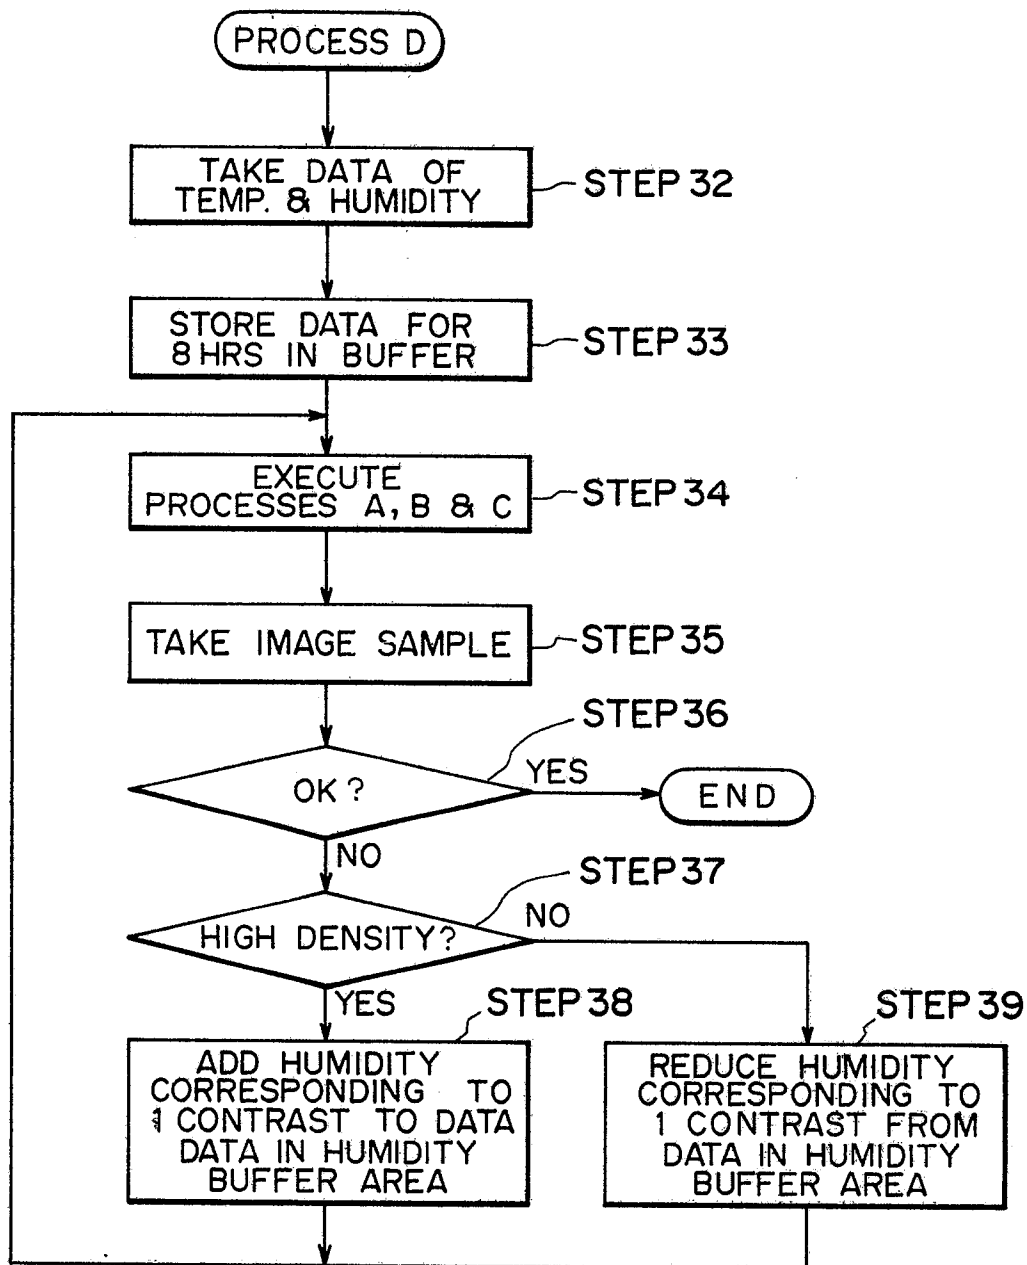 PROCESS D
TAKE DATA OF
TEMP. & HUMIDITY
STEP 32
STORE DATA FOR
8 HRS IN BUFFER
STEP 33
EXECUTE
PROCESSES A, B & C
STEP 34
TAKE IMAGE SAMPLE
STEP 35
STEP 36
OK?
YES
END
NO
STEP 37
HIGH DENSITY?
NO
YES
STEP 38
ADD HUMIDITY
CORRESPONDING TO
1 CONTRAST TO DATA
DATA IN HUMIDITY
BUFFER AREA
STEP 39
REDUCE HUMIDITY
CORRESPONDING TO
1 CONTRAST FROM
DATA IN HUMIDITY
BUFFER AREA